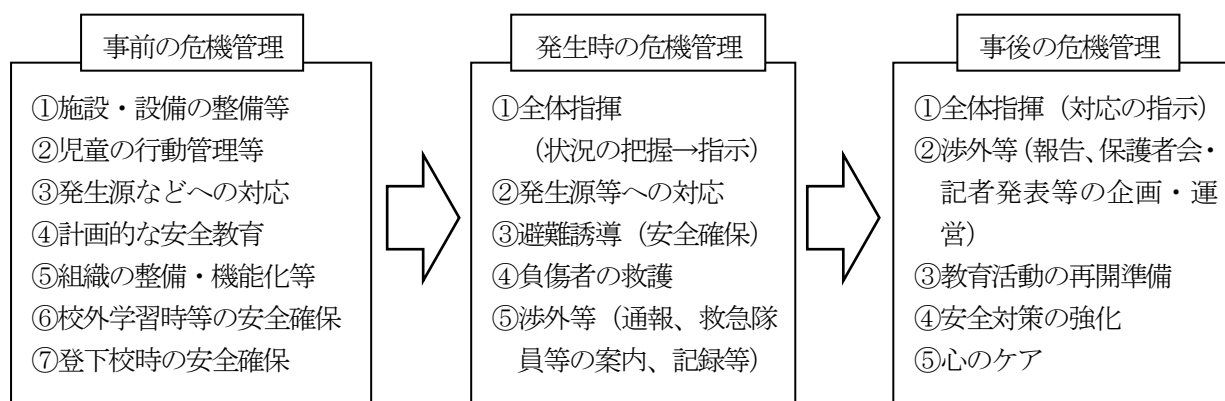 事前の危機管理
①施設・設備の整備等
②児童の行動管理等
③発生源などへの対応
④計画的な安全教育
⑤組織の整備・機能化等
⑥校外学習時等の安全確保
⑦登下校時の安全確保
発生時の危機管理
①全体指揮
（状況の把握→指示）
②発生源等への対応
③避難誘導（安全確保）
④負傷者の救護
⑤渉外等（通報、救急隊
員等の案内、記録等）
事後の危機管理
①全体指揮（対応の指示）
②渉外等（報告、保護者会・
記者発表等の企画・運
営）
③教育活動の再開準備
④安全対策の強化
⑤心のケア